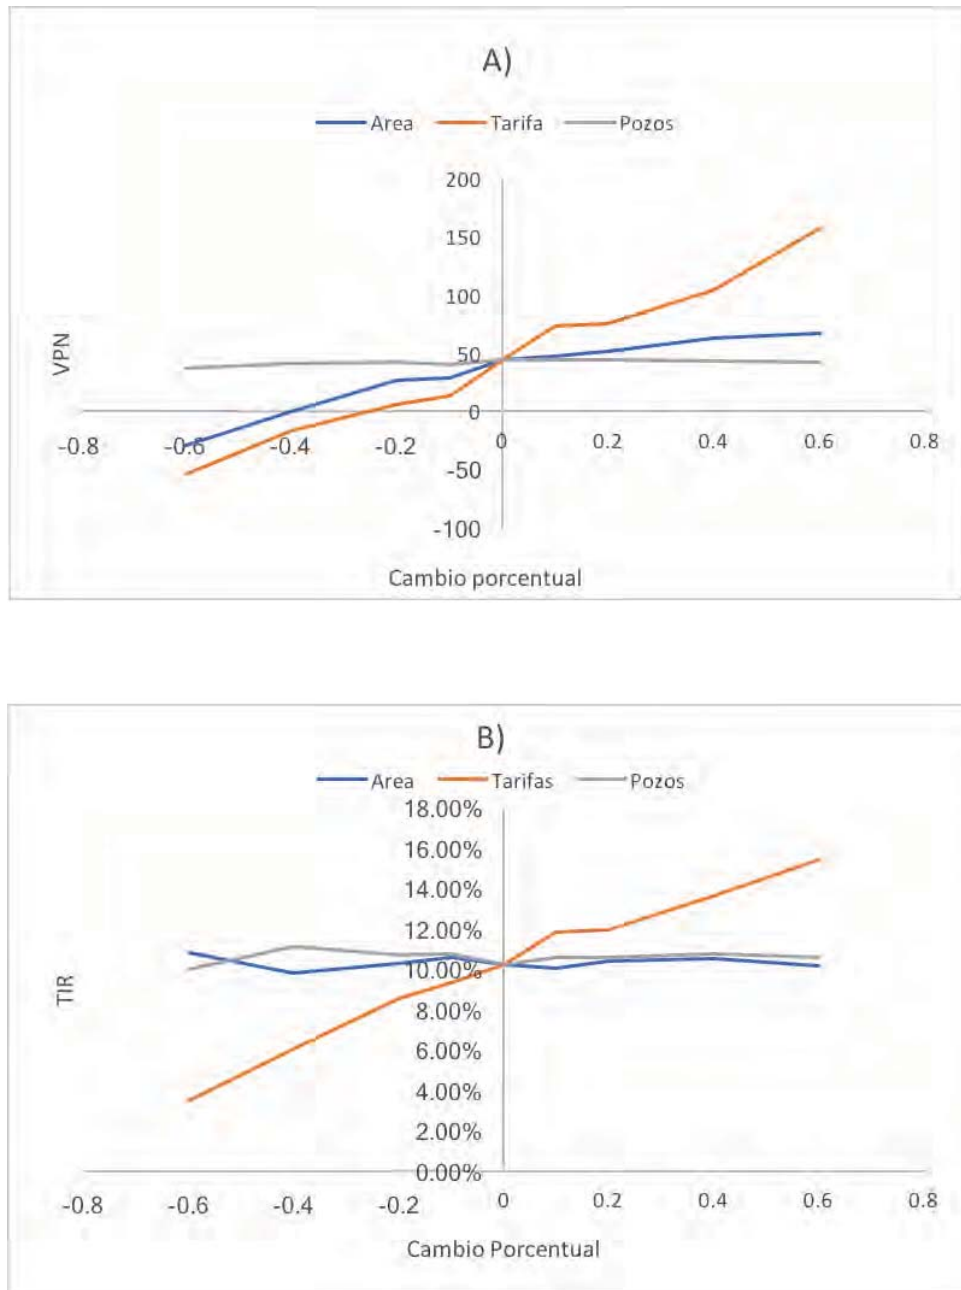 A)
Area Tarifa Pozos
200
150
100
50
0
-50
-100
-0.8 -0.6 -0.4 -0.2 0 0.2 0.4 0.6 0.8
VPN
Cambio porcentual
B)
Area Tarifas Pozos
18.00%
16.00%
14.00%
12.00%
10.00%
8.00%
6.00%
4.00%
2.00%
0.00%
-0.8 -0.6 -0.4 -0.2 0 0.2 0.4 0.6 0.8
TIR
Cambio Porcentual